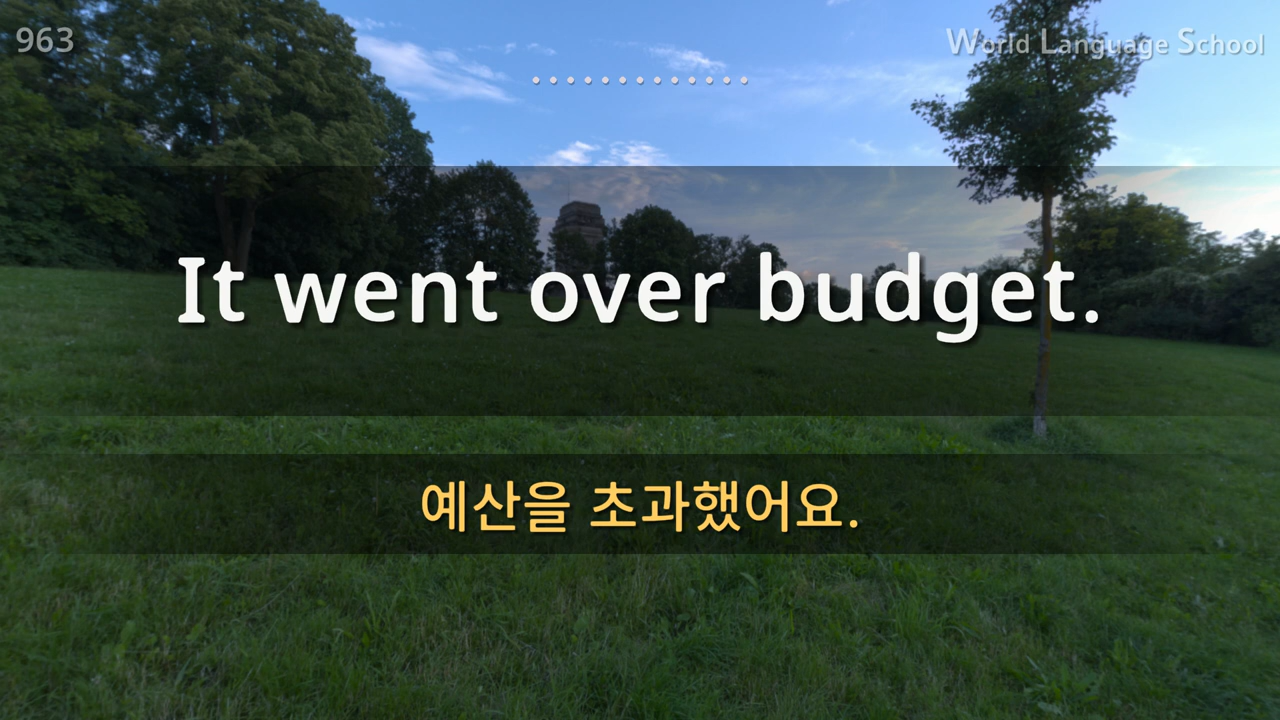 963
World Language School
It went over budget.
예산을 초과했어요.